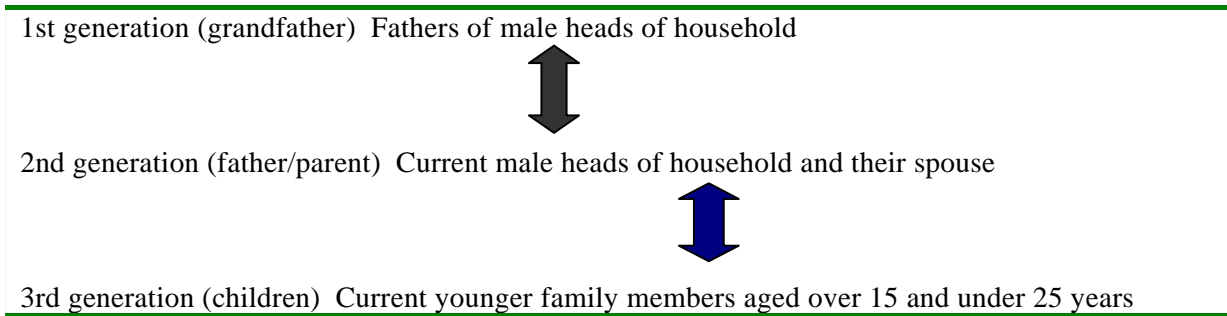 1st generation (grandfather) Fathers of male heads of household
2nd generation (father/parent) Current male heads of household and their spouse
3rd generation (children) Current younger family members aged over 15 and under 25 years